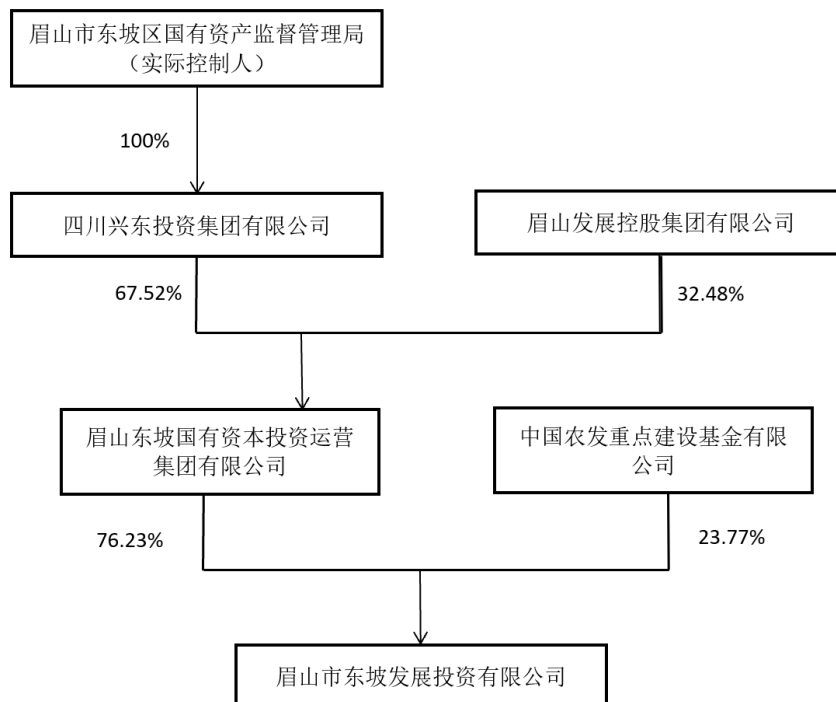 眉山市东坡区国有资产监督管理局
（实际控制人）
100%
四川兴东投资集团有限公司
眉山发展控股集团有限公司
67.52%
32.48%
眉山东坡国有资本投资运营
集团有限公司
中国农发重点建设基金有限
公司
76.23%
23.77%
眉山市东坡发展投资有限公司